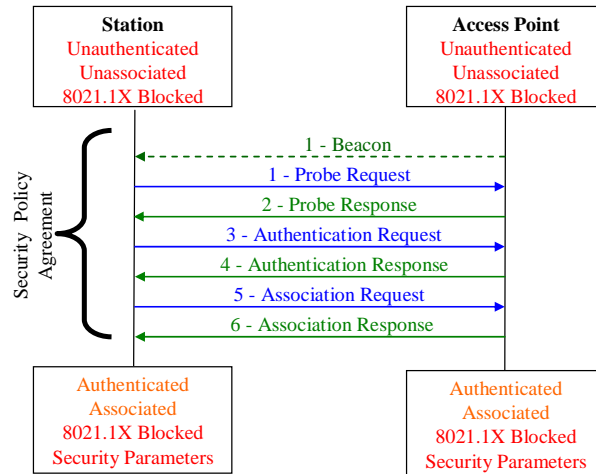 Station
Unauthenticated
Unassociated
8021.1X Blocked
Access Point
Unauthenticated
Unassociated
8021.1X Blocked
Security Policy
Agreement
1 - Beacon
1 - Probe Request
2 - Probe Response
3 - Authentication Request
4 - Authentication Response
5 - Association Request
6 - Association Response
Authenticated
Associated
8021.1X Blocked
Security Parameters
Authenticated
Associated
8021.1X Blocked
Security Parameters